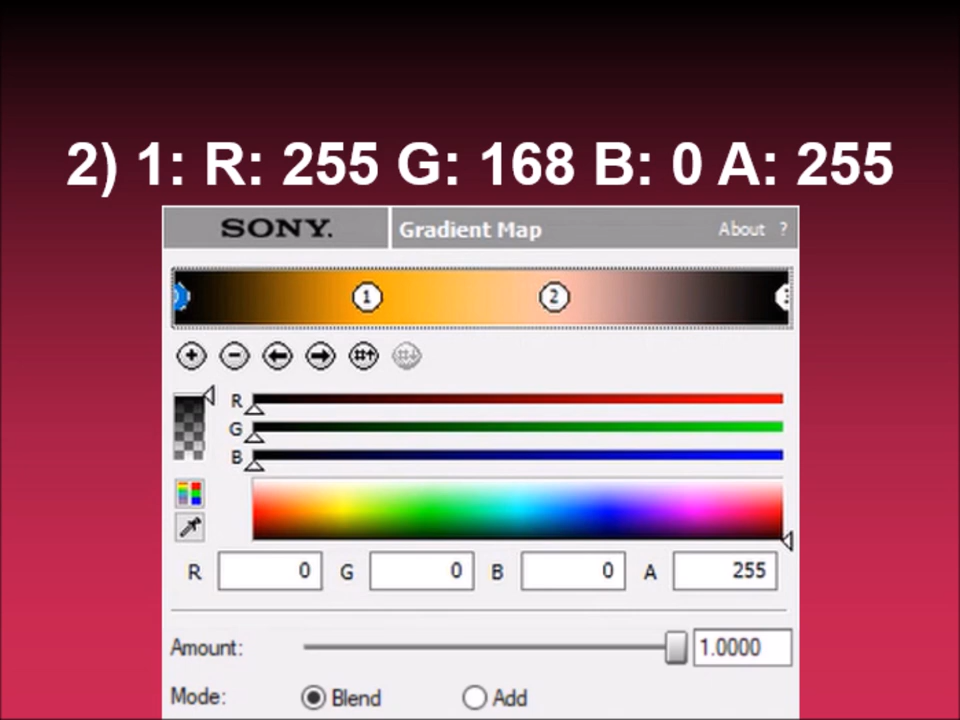 2) 1: R: 255 G: 168 B: 0 A: 255
SONY. Gradient Map About ?
1 2
R
G
B
R 0 G 0 B 0 A 255
Amount: 1.0000
Mode: Blend Add